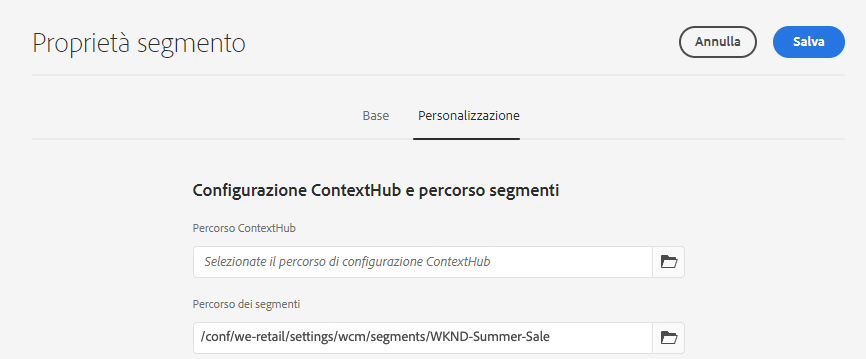 Proprietà segmento
Annulla
Salva
Base
Personalizzazione
Configurazione ContextHub e percorso segmenti
Percorso ContextHub
Selezionate il percorso di configurazione ContextHub
Percorso dei segmenti
/conf/we-retail/settings/wcm/segments/WKND-Summer-Sale